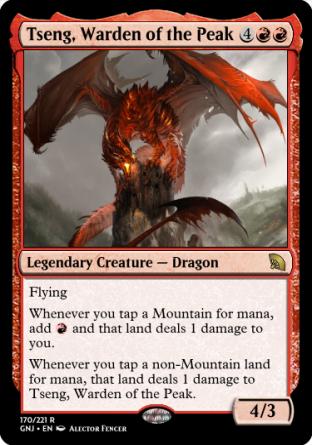 Tseng, Warden of the Peak 4
Legendary Creature — Dragon
Flying
Whenever you tap a Mountain for mana,
add and that land deals 1 damage to
you.
Whenever you tap a non-Mountain land
for mana, that land deals 1 damage to
Tseng, Warden of the Peak.
4/3
170/221 R
GNJ • EN Alector Fencer